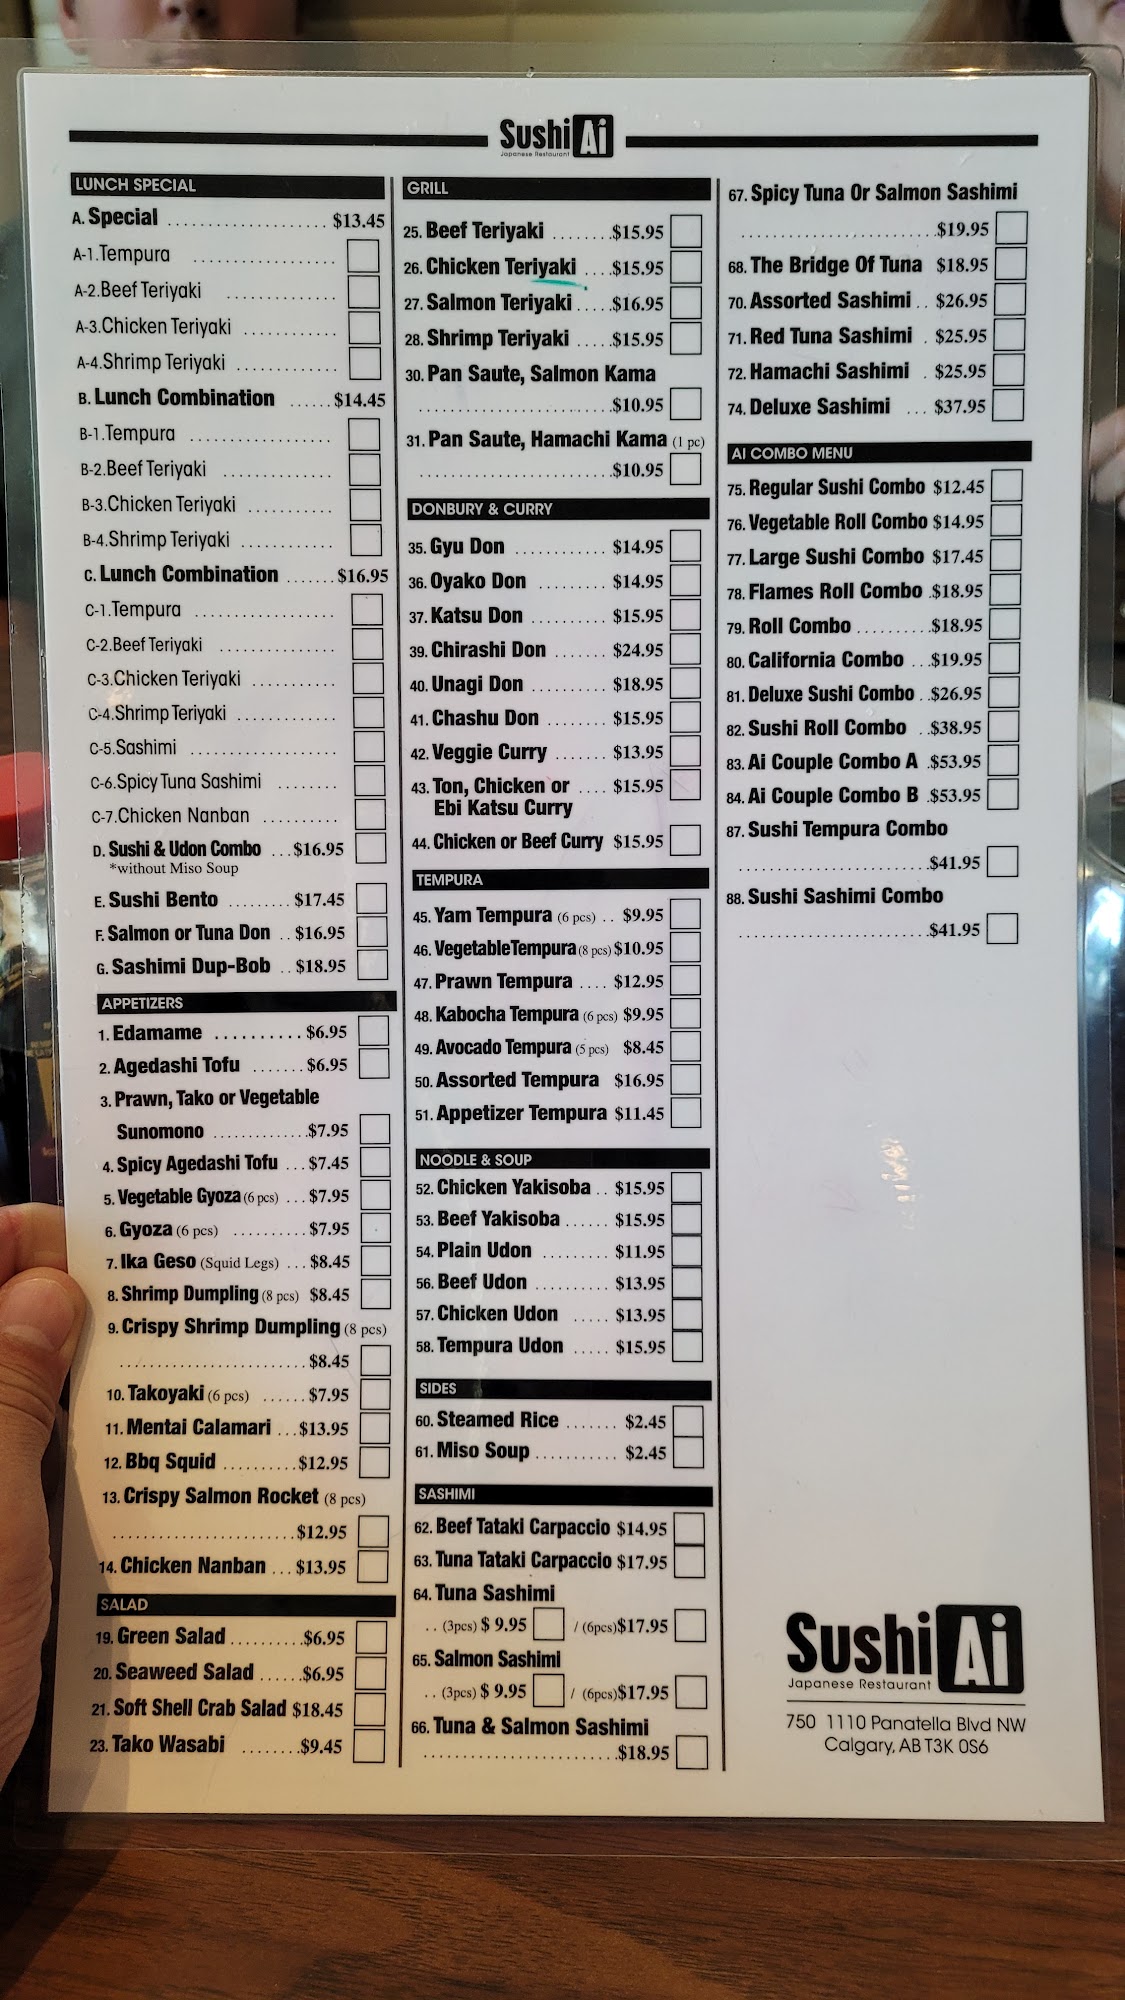 Sushi Ai
Japanese Restaurant
LUNCH SPECIAL
A. Special .................. $13.45
A-1.Tempura ..................
A-2.Beef Teriyaki ..............
A-3.Chicken Teriyaki ............
A-4.Shrimp Teriyaki .............
B. Lunch Combination ...... $14.45
B-1.Tempura ..................
B-2.Beef Teriyaki ..............
B-3.Chicken Teriyaki ...........
B-4.Shrimp Teriyaki ............
C. Lunch Combination ....... $16.95
C-1.Tempura ..................
C-2.Beef Teriyaki ...............
C-3.Chicken Teriyaki ...........
C-4.Shrimp Teriyaki .............
C-5.Sashimi ...................
C-6.Spicy Tuna Sashimi .........
C-7.Chicken Nanban ..........
D. Sushi & Udon Combo ... $16.95
*without Miso Soup
E. Sushi Bento ......... $17.45
F. Salmon or Tuna Don .. $16.95
G. Sashimi Dup-Bob .. $18.95
APPETIZERS
1. Edamame .......... $6.95
2. Agedashi Tofu ....... $6.95
3. Prawn, Tako or Vegetable
Sunomono ............. $7.95
4. Spicy Agedashi Tofu ... $7.45
5. Vegetable Gyoza (6 pcs) ... $7.95
6. Gyoza (6 pcs) .......... $7.95
7. Ika Geso (Squid Legs) ... $8.45
8. Shrimp Dumpling (8 pcs) $8.45
9. Crispy Shrimp Dumpling (8 pcs)
.......................... $8.45
10. Takoyaki (6 pcs) ...... $7.95
11. Mentai Calamari ... $13.95
12. Bbq Squid .......... $12.95
13. Crispy Salmon Rocket (8 pcs)
......................... $12.95
14. Chicken Nanban ... $13.95
SALAD
19. Green Salad .......... $6.95
20. Seaweed Salad ...... $6.95
21. Soft Shell Crab Salad $18.45
23. Tako Wasabi ........ $9.45
GRILL
25. Beef Teriyaki ........ $15.95
26. Chicken Teriyaki .... $15.95
27. Salmon Teriyaki ..... $16.95
28. Shrimp Teriyaki ..... $15.95
30. Pan Saute, Salmon Kama
........................... $10.95
31. Pan Saute, Hamachi Kama (1 pc)
........................... $10.95
DONBURY & CURRY
35. Gyu Don ............ $14.95
36. Oyako Don ......... $14.95
37. Katsu Don .......... $15.95
39. Chirashi Don ....... $24.95
40. Unagi Don .......... $18.95
41. Chashu Don ........ $15.95
42. Veggie Curry ....... $13.95
43. Ton, Chicken or .... $15.95
Ebi Katsu Curry
44. Chicken or Beef Curry $15.95
TEMPURA
45. Yam Tempura (6 pcs) .. $9.95
46. Vegetable Tempura (8 pcs) $10.95
47. Prawn Tempura .... $12.95
48. Kabocha Tempura (6 pcs) $9.95
49. Avocado Tempura (5 pcs) $8.45
50. Assorted Tempura $16.95
51. Appetizer Tempura $11.45
NOODLE & SOUP
52. Chicken Yakisoba .. $15.95
53. Beef Yakisoba ...... $15.95
54. Plain Udon ......... $11.95
56. Beef Udon .......... $13.95
57. Chicken Udon ..... $13.95
58. Tempura Udon ..... $15.95
SIDES
60. Steamed Rice ....... $2.45
61. Miso Soup ........... $2.45
SASHIMI
62. Beef Tataki Carpaccio $14.95
63. Tuna Tataki Carpaccio $17.95
64. Tuna Sashimi
.. (3pcs) $ 9.95 / (6pcs)$17.95
65. Salmon Sashimi
.. (3pcs) $ 9.95 / (6pcs)$17.95
66. Tuna & Salmon Sashimi
........................... $18.95
67. Spicy Tuna Or Salmon Sashimi
........................... $19.95
68. The Bridge Of Tuna $18.95
70. Assorted Sashimi .. $26.95
71. Red Tuna Sashimi . $25.95
72. Hamachi Sashimi . $25.95
74. Deluxe Sashimi ... $37.95
AI COMBO MENU
75. Regular Sushi Combo $12.45
76. Vegetable Roll Combo $14.95
77. Large Sushi Combo $17.45
78. Flames Roll Combo . $18.95
79. Roll Combo .......... $18.95
80. California Combo ... $19.95
81. Deluxe Sushi Combo .. $26.95
82. Sushi Roll Combo .. $38.95
83. Ai Couple Combo A . $53.95
84. Ai Couple Combo B . $53.95
87. Sushi Tempura Combo
........................... $41.95
88. Sushi Sashimi Combo
........................... $41.95
Sushi Ai
Japanese Restaurant
750 1110 Panatella Blvd NW
Calgary, AB T3K 0S6